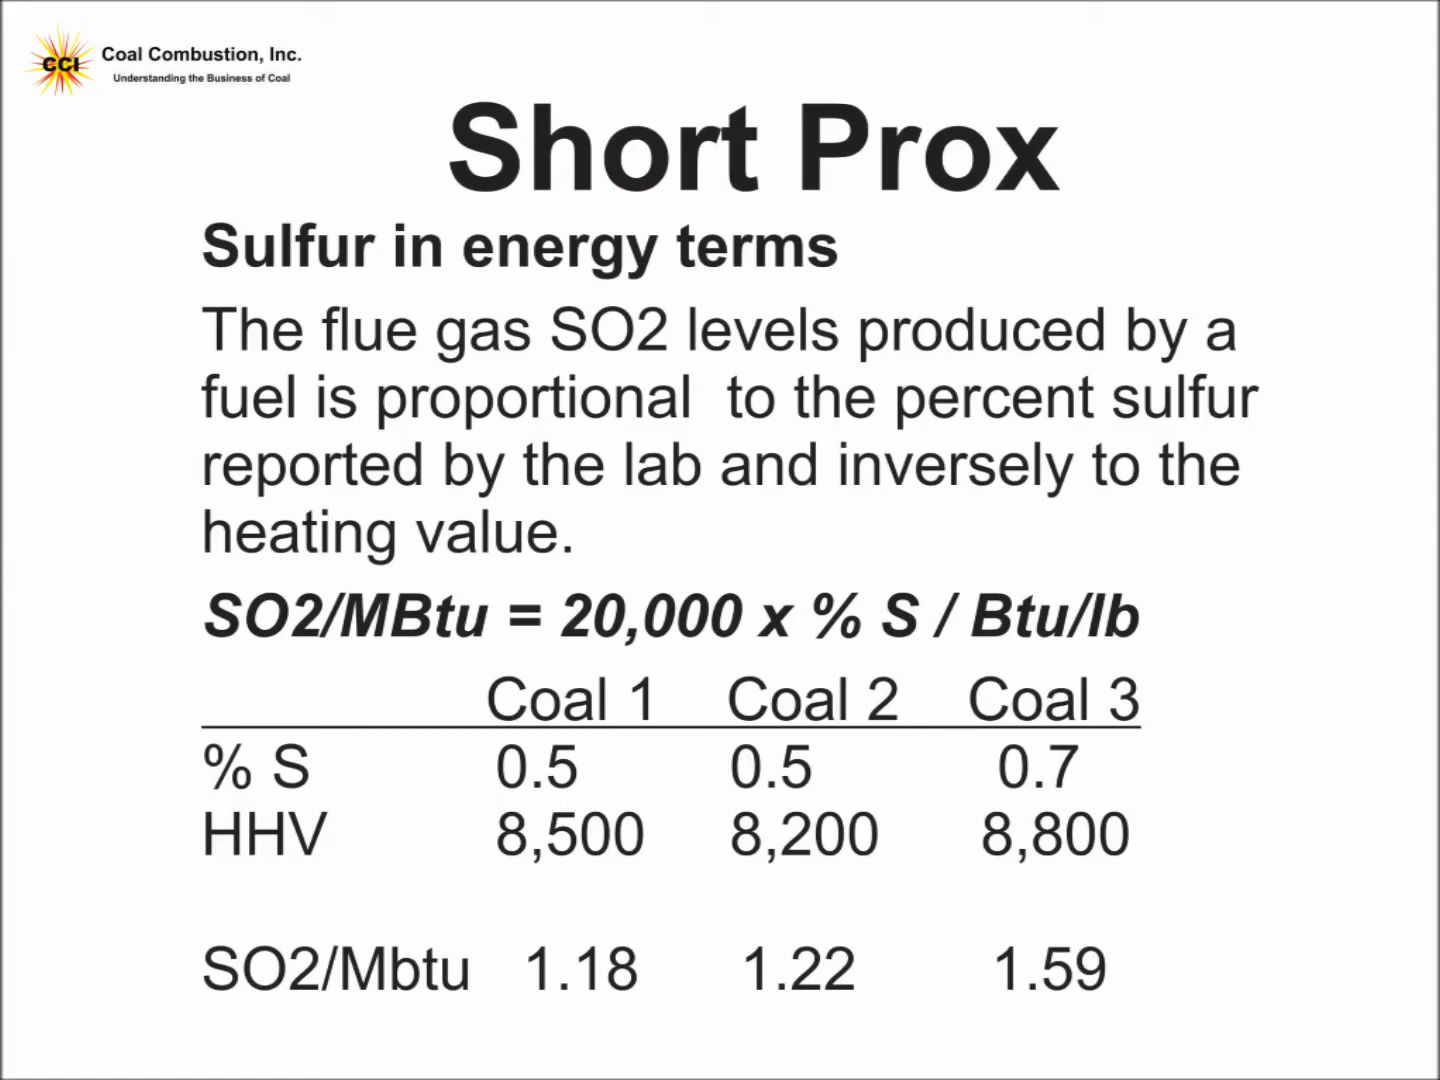 CCI
Coal Combustion, Inc.
Understanding the Business of Coal
Short Prox
Sulfur in energy terms
The flue gas SO2 levels produced by a
fuel is proportional  to the percent sulfur
reported by the lab and inversely to the
heating value.
SO2/MBtu = 20,000 x % S / Btu/lb
Coal 1 Coal 2 Coal 3
% S 0.5 0.5 0.7
HHV 8,500 8,200 8,800
SO2/Mbtu 1.18 1.22 1.59